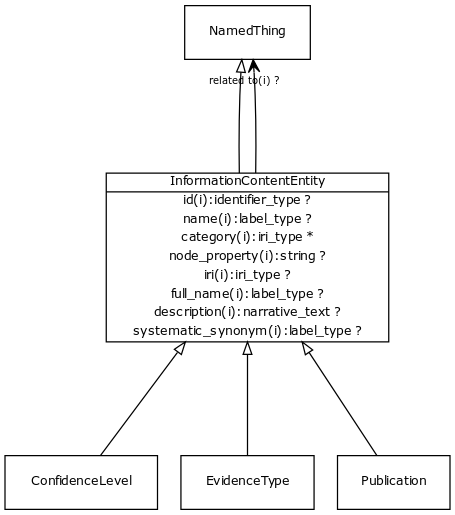 NamedThing
related to(i) ?
InformationContentEntity
id(i):identifier_type ?
name(i):label_type ?
category(i):iri_type *
node_property(i):string ?
iri(i):iri_type ?
full_name(i):label_type ?
description(i):narrative_text ?
systematic_synonym(i):label_type ?
ConfidenceLevel
EvidenceType
Publication